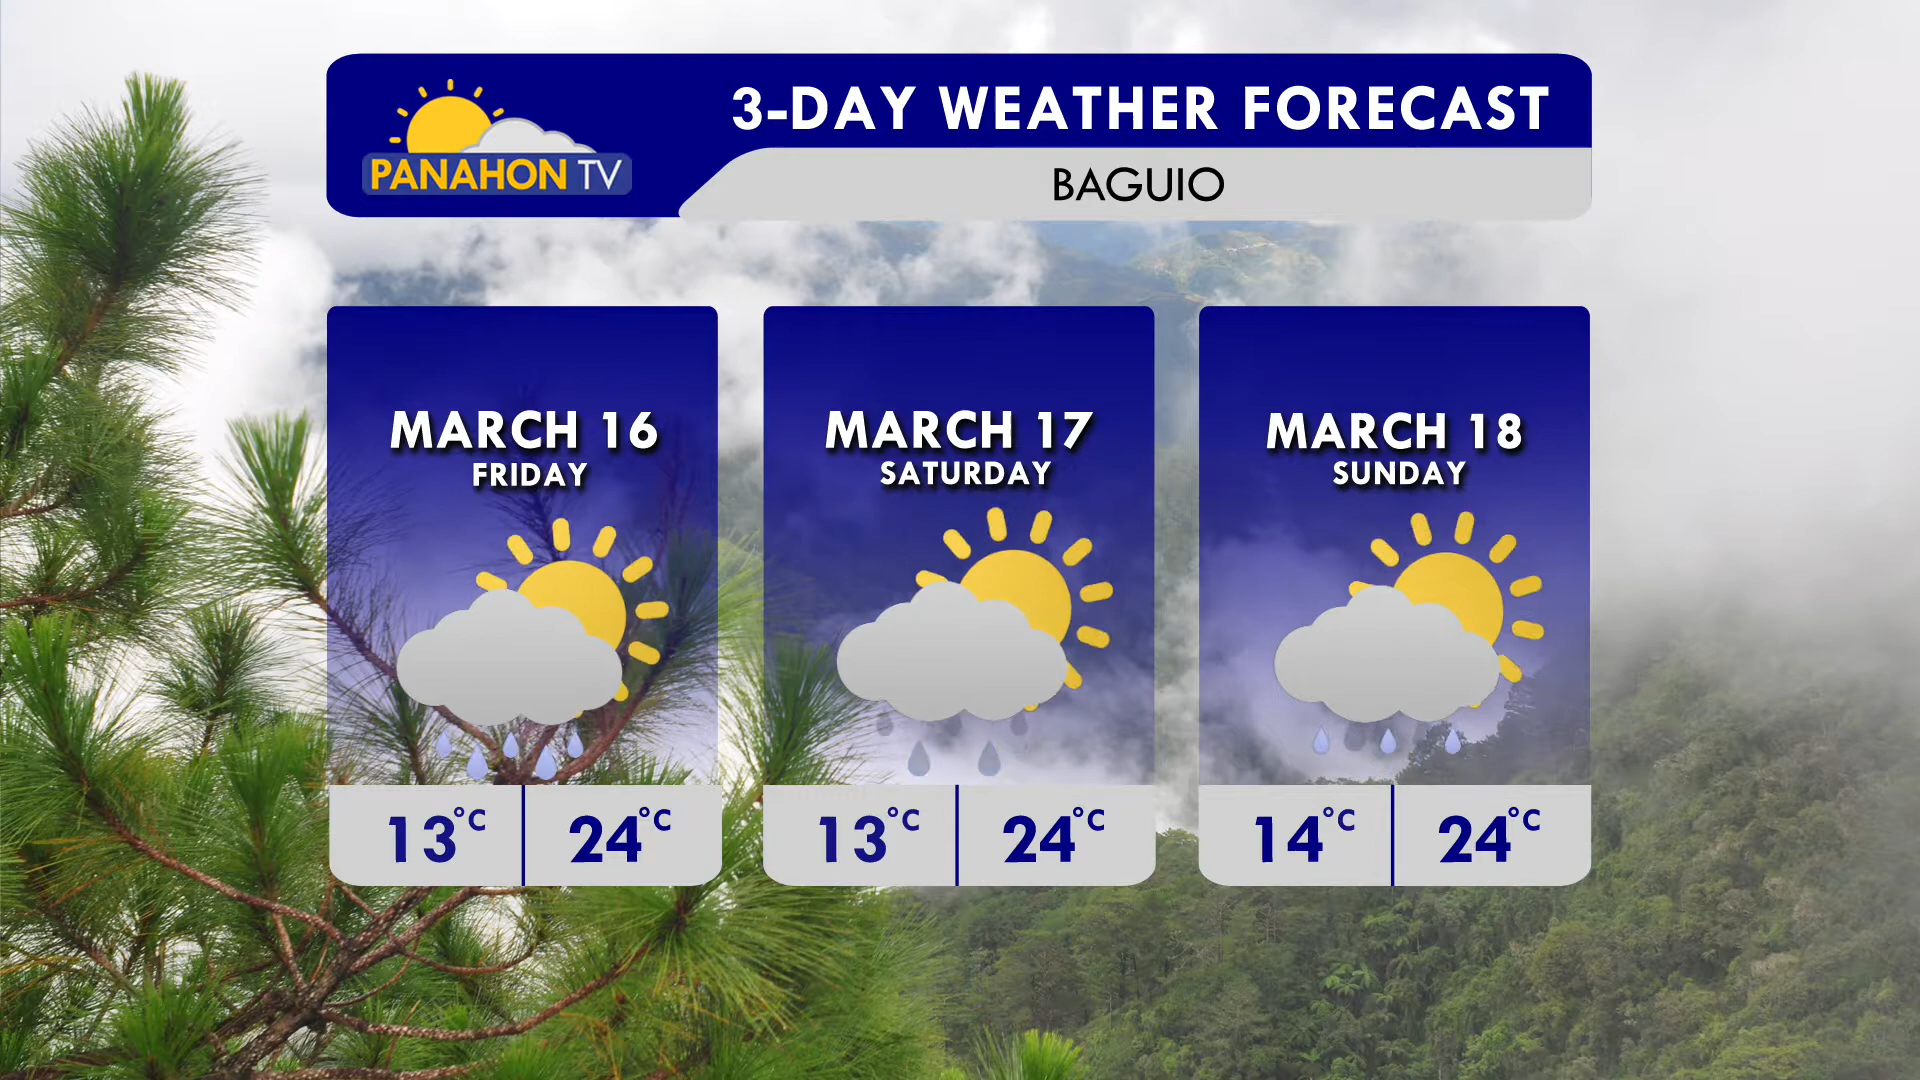 PANAHON TV
3-DAY WEATHER FORECAST
BAGUIO
MARCH 16
FRIDAY
13°C
24°C
MARCH 17
SATURDAY
13°C
24°C
MARCH 18
SUNDAY
14°C
24°C